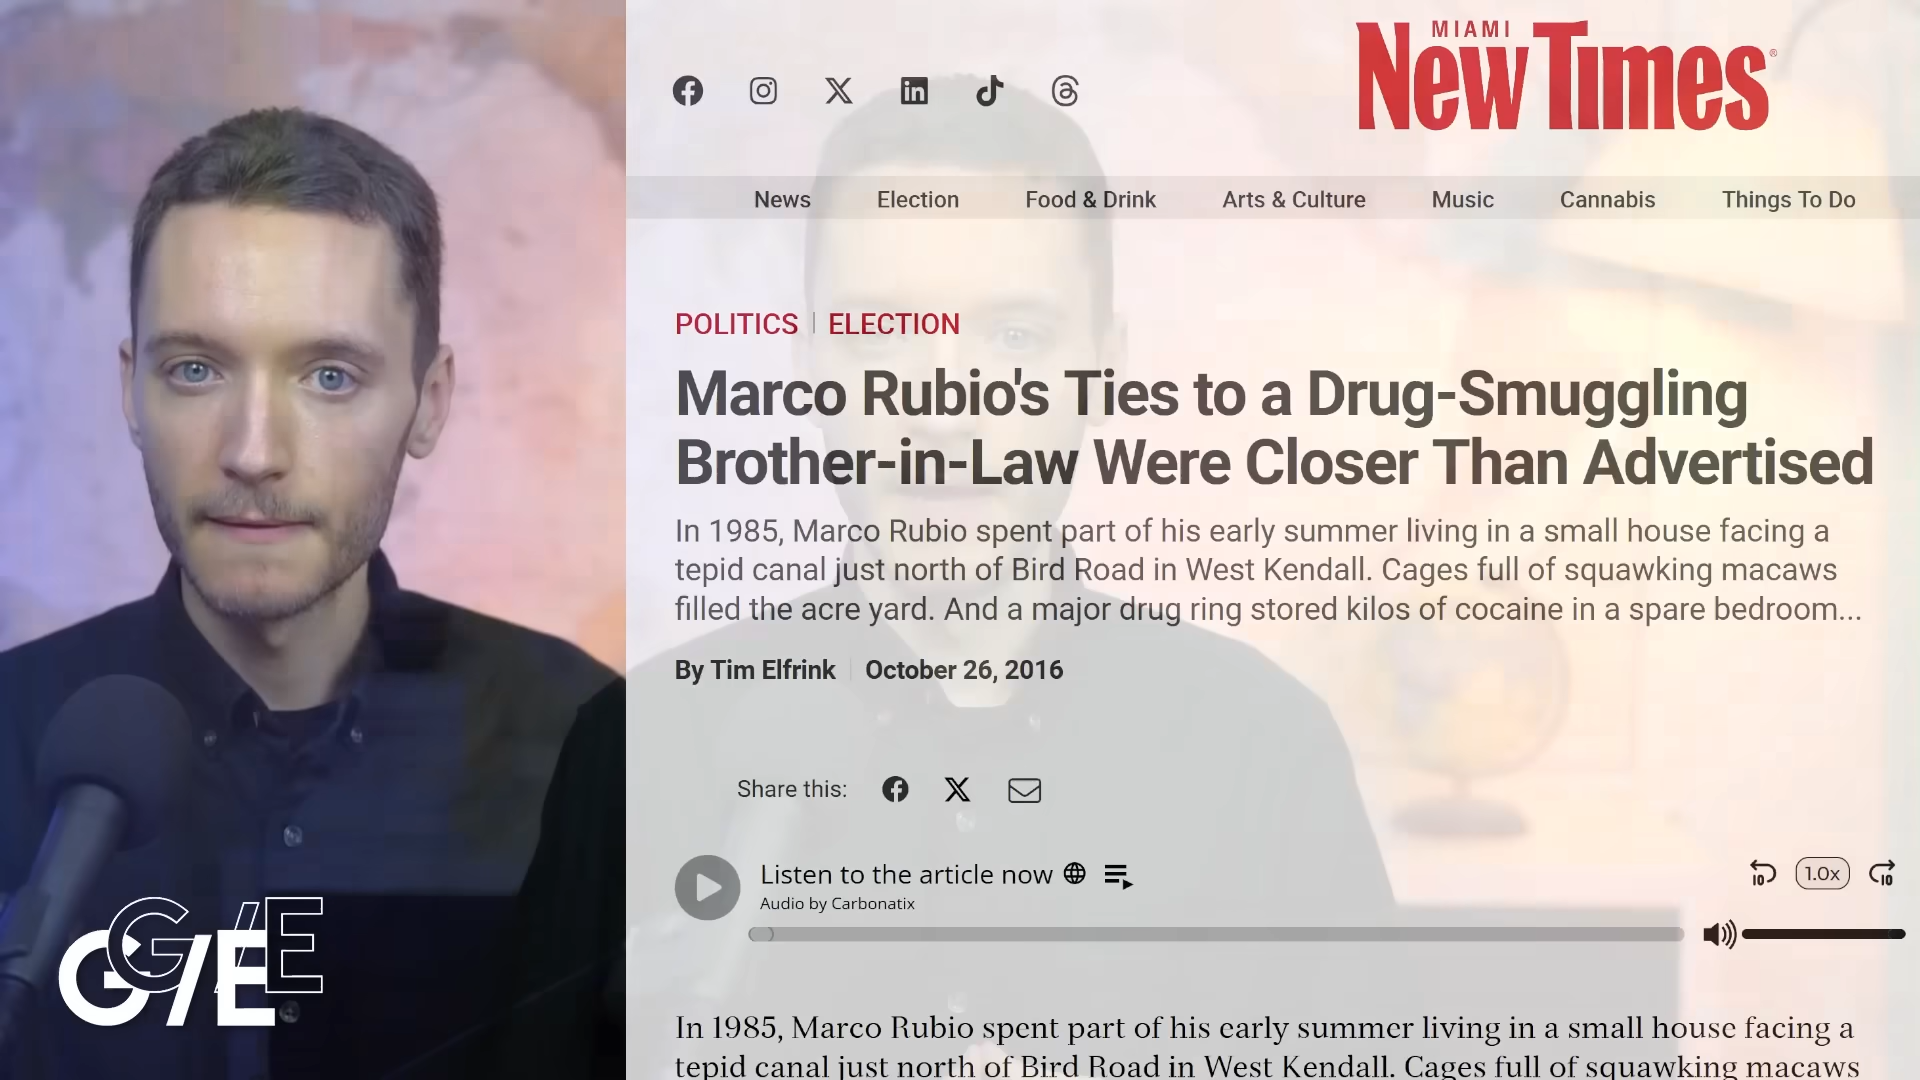 MIAMI
New Times®
News Election Food & Drink Arts & Culture Music Cannabis Things To Do
POLITICS | ELECTION
Marco Rubio's Ties to a Drug-Smuggling
Brother-in-Law Were Closer Than Advertised
In 1985, Marco Rubio spent part of his early summer living in a small house facing a
tepid canal just north of Bird Road in West Kendall. Cages full of squawking macaws
filled the acre yard. And a major drug ring stored kilos of cocaine in a spare bedroom...
By Tim Elfrink | October 26, 2016
Share this:
Listen to the article now
Audio by Carbonatix
10 1.0x 10
G/E
G/E
In 1985, Marco Rubio spent part of his early summer living in a small house facing a
tepid canal just north of Bird Road in West Kendall. Cages full of squawking macaws